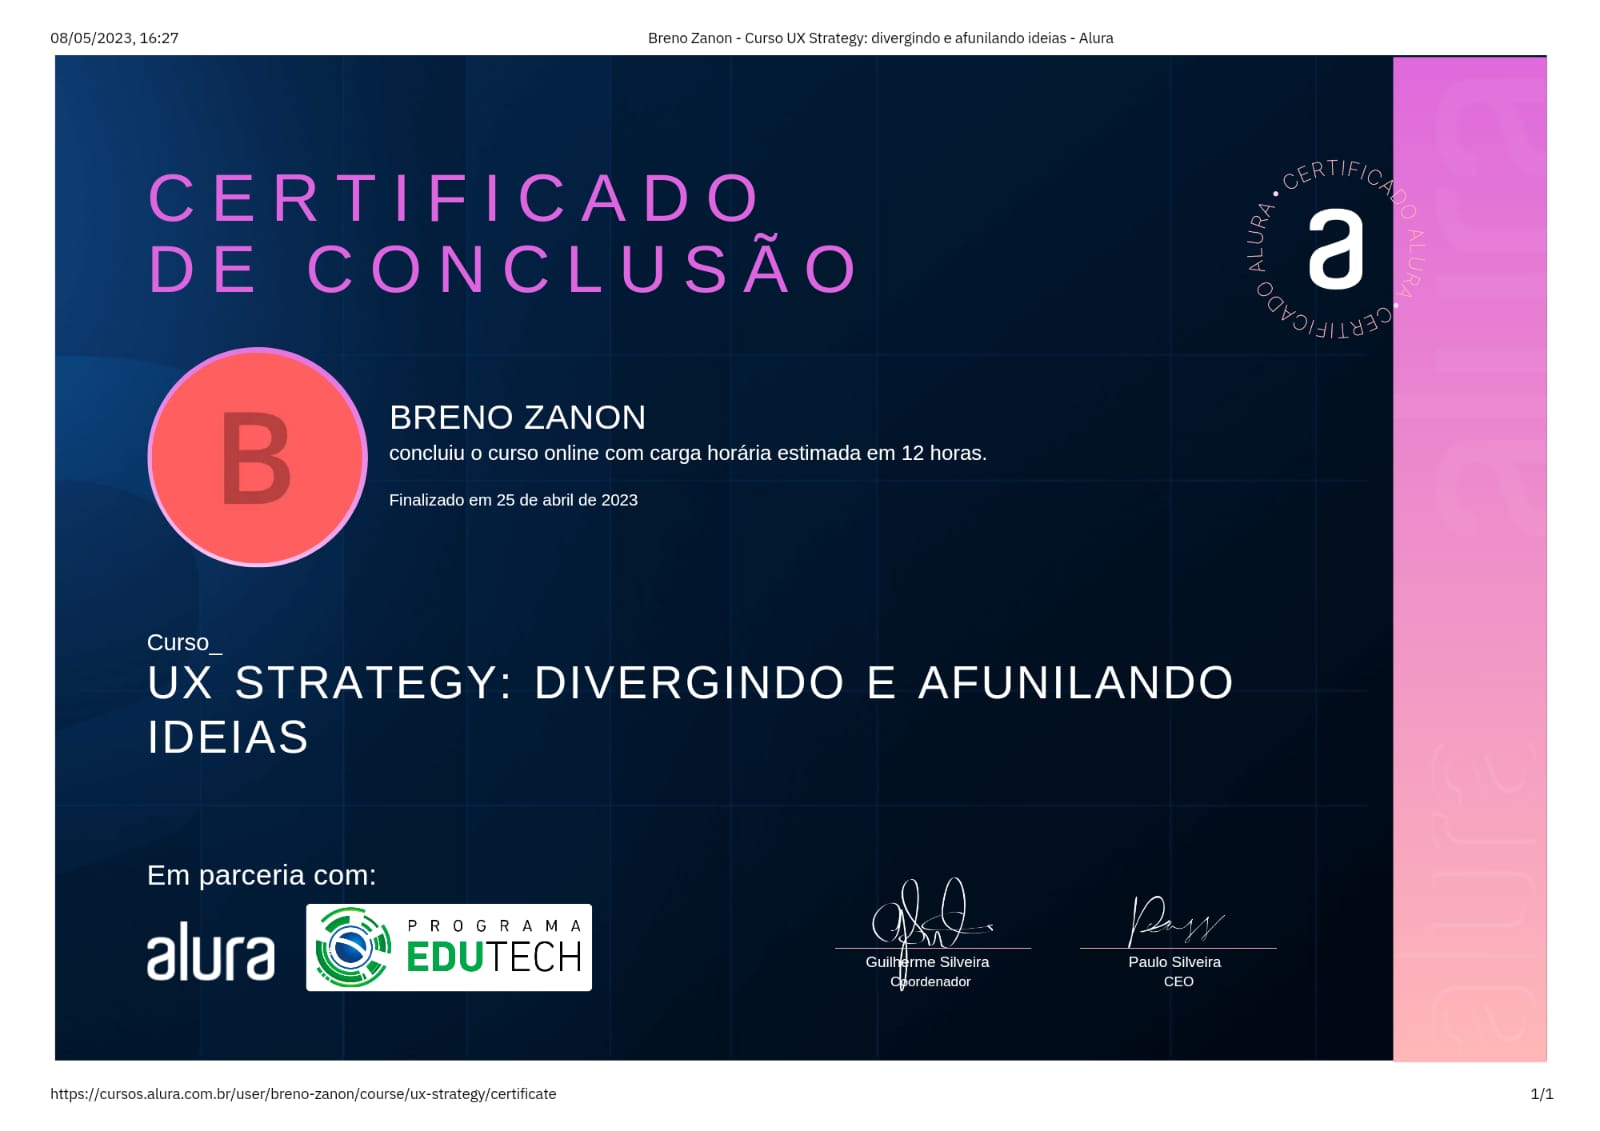 08/05/2023, 16:27
Breno Zanon - Curso UX Strategy: divergindo e afunilando ideias - Alura
CERTIFICADO
DE CONCLUSÃO
CERTIFICADO ALURA • CERTIFICADO ALURA •
a
B
BRENO ZANON
concluiu o curso online com carga horária estimada em 12 horas.
Finalizado em 25 de abril de 2023
Curso_
UX STRATEGY: DIVERGINDO E AFUNILANDO
IDEIAS
Em parceria com:
alura
PROGRAMA
EDUTECH
Guilherme Silveira
Coordenador
Paulo Silveira
CEO
alura
alura
https://cursos.alura.com.br/user/breno-zanon/course/ux-strategy/certificate
1/1